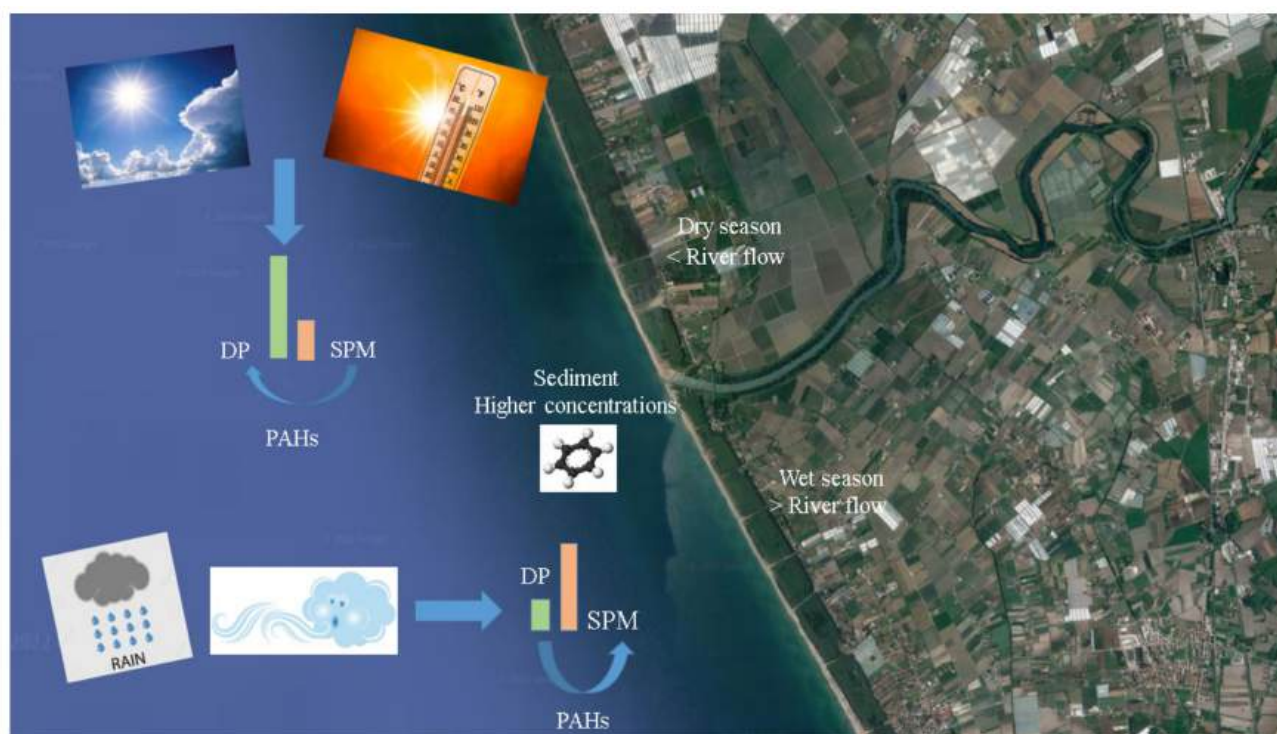 Dry season
< River flow
DP
SPM
PAHs
Sediment
Higher concentrations
Wet season
> River flow
DP
SPM
PAHs
RAIN